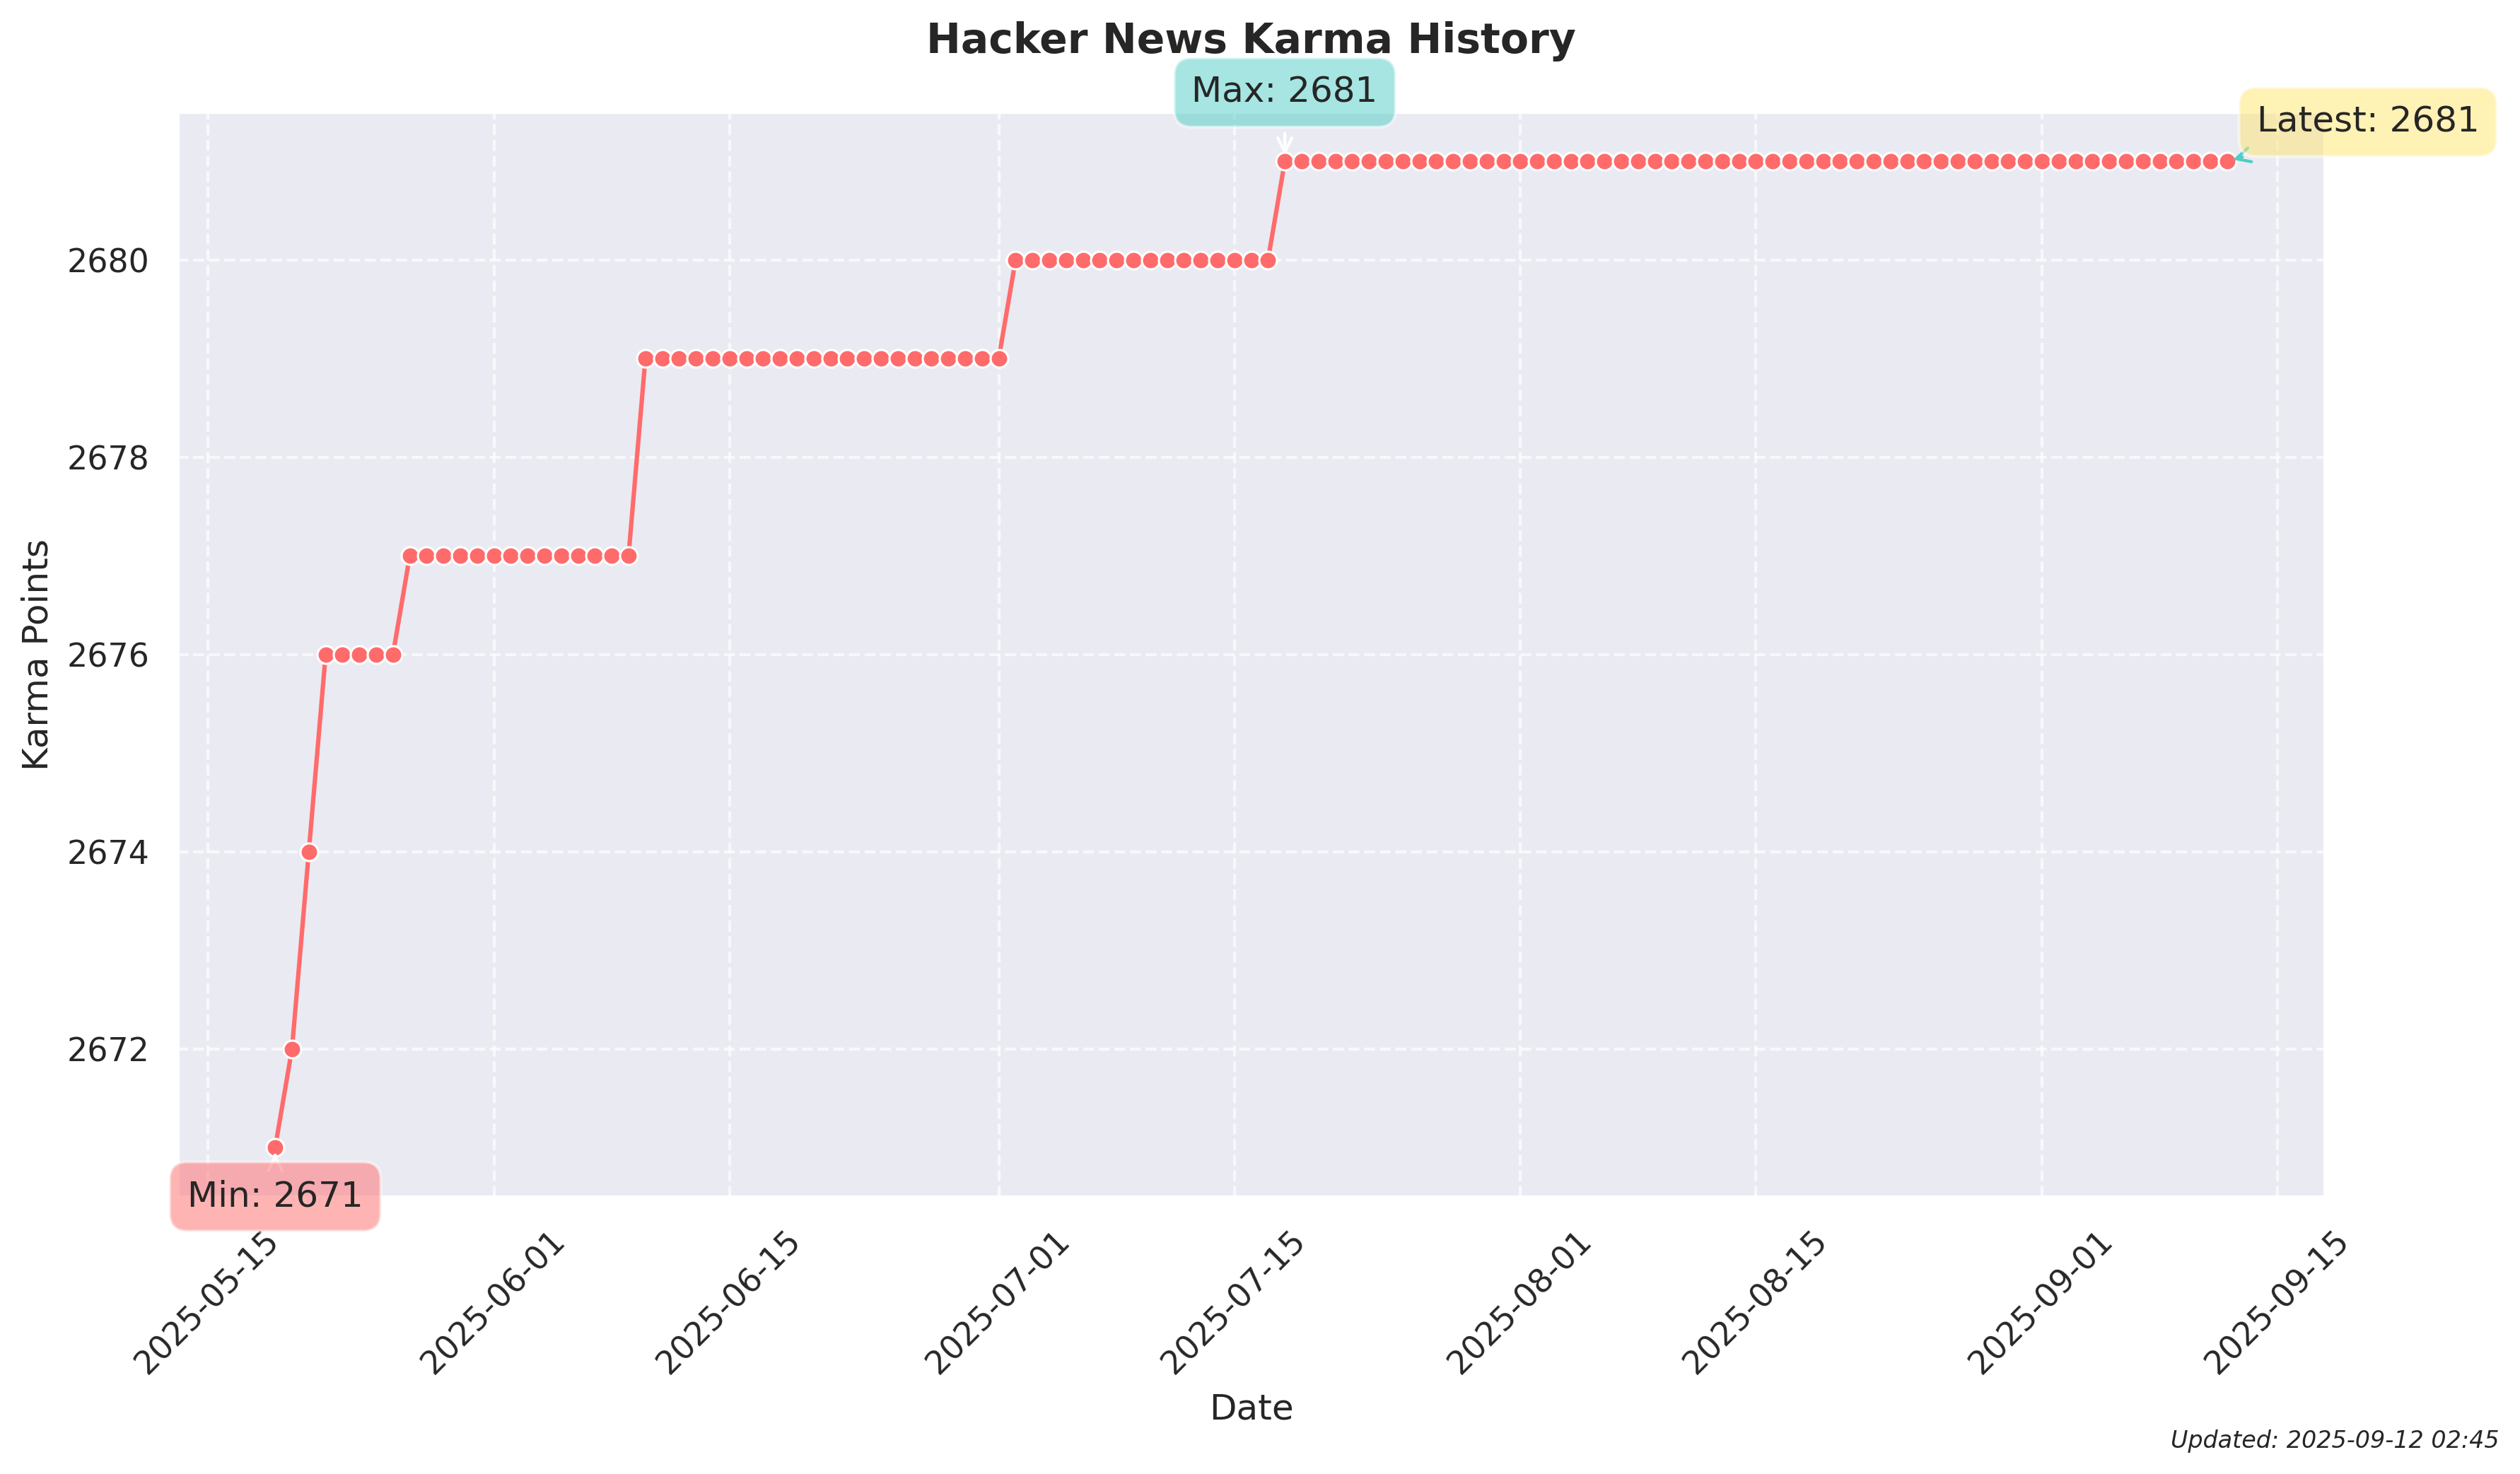 Hacker News Karma History
Max: 2681
Latest: 2681
2680
2678
2676
2674
2672
Karma Points
Min: 2671
2025-05-15
2025-06-01
2025-06-15
2025-07-01
2025-07-15
2025-08-01
2025-08-15
2025-09-01
2025-09-15
Date
Updated: 2025-09-12 02:45